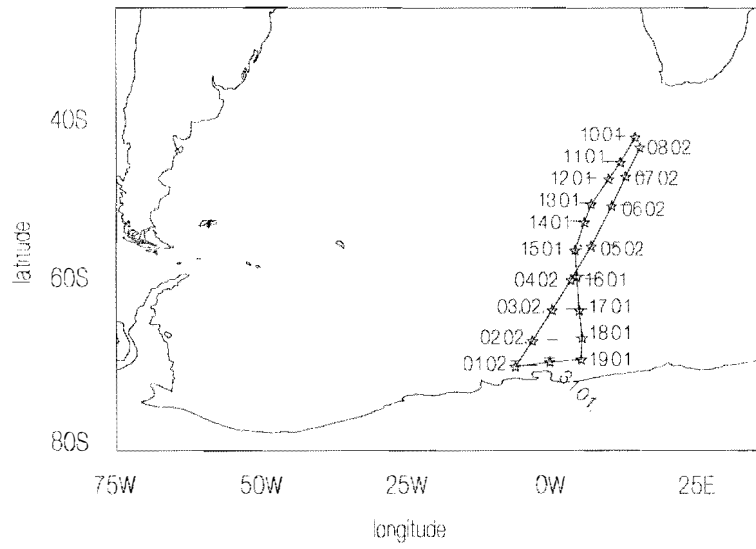 40S
60S
80S
latitude
75W
50W
25W
0W
25E
longitude
10 01
11 01
12 01
13 01
14 01
15 01
16 01
17 01
18 01
19 01
31 01
01 02
02 02
03.02
04 02
05 02
06 02
07 02
08 02